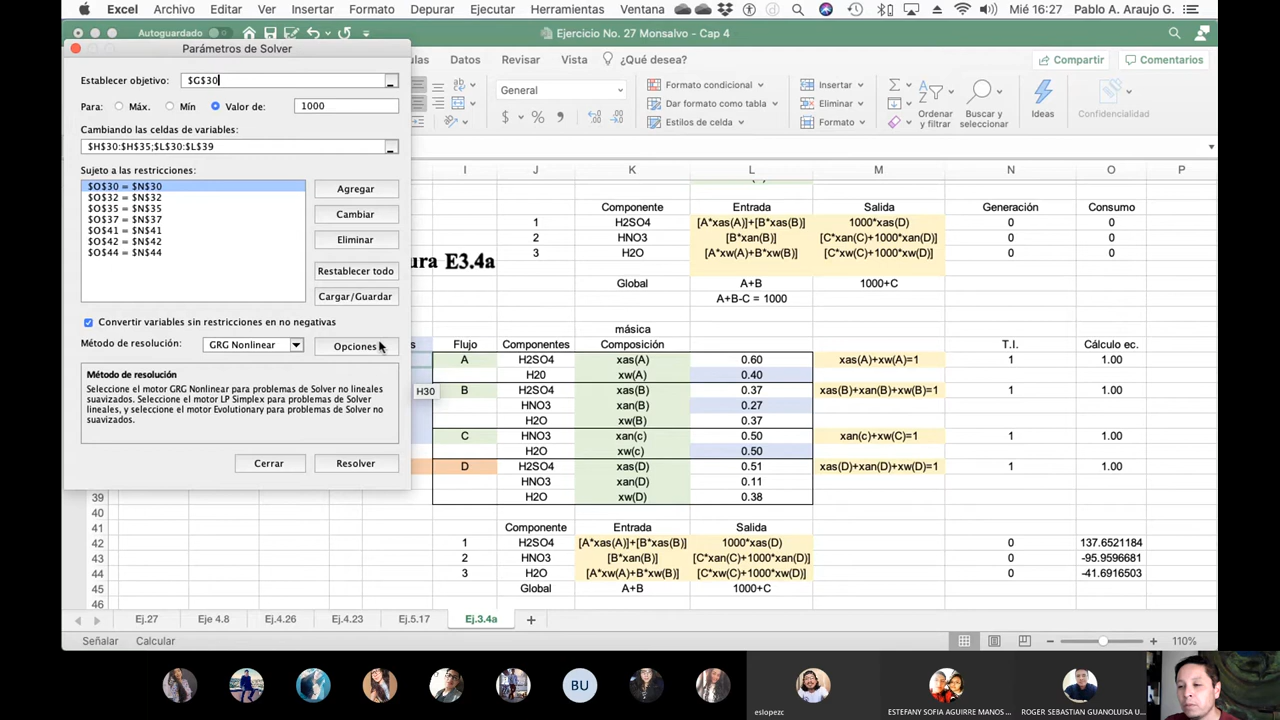 Excel Archivo Editar Ver Insertar Formato Depurar Ejecutar Herramientas Ventana Mié 16:27 Pablo A. Araujo G.
Autoguardado Ejercicio No. 27 Monsalvo - Cap 4
Parámetros de Solver
Datos Revisar Vista ¿Qué desea? Compartir Comentarios
Establecer objetivo: $G$30
Para: Máx. Mín Valor de: 1000
Cambiando las celdas de variables:
$H$30:$H$35;$L$30:$L$39
Sujeto a las restricciones:
$O$30 = $N$30
$O$32 = $N$32
$O$35 = $N$35
$O$37 = $N$37
$O$41 = $N$41
$O$42 = $N$42
$O$44 = $N$44
Agregar
Cambiar
Eliminar
Restablecer todo
Cargar/Guardar
Convertir variables sin restricciones en no negativas
Método de resolución: GRG Nonlinear Opciones
Método de resolución
Seleccione el motor GRG Nonlinear para problemas de Solver no lineales
suavizados. Seleccione el motor LP Simplex para problemas de Solver
lineales, y seleccione el motor Evolutionary para problemas de Solver no
suavizados.
Cerrar Resolver
General
$ % 000
Formato condicional
Dar formato como tabla
Estilos de celda
Insertar
Eliminar
Formato
Ordenar
y filtrar
Buscar y
seleccionar
Ideas
Confidencialidad
I J K L M N O P
Componente Entrada Salida Generación Consumo
1 H2SO4 [A*xas(A)]+[B*xas(B)] 1000*xas(D) 0 0
2 HNO3 [B*xan(B)] [C*xan(C)+1000*xan(D)] 0 0
3 H2O [A*xw(A)+B*xw(B)] [C*xw(C)+1000*xw(D)] 0 0
ura E3.4a
Global A+B 1000+C
A+B-C = 1000
másica
s Flujo Componentes Composición T.I. Cálculo ec.
A H2SO4 xas(A) 0.60 xas(A)+xw(A)=1 1 1.00
H20 xw(A) 0.40
H30
B H2SO4 xas(B) 0.37 xas(B)+xan(B)+xw(B)=1 1 1.00
HNO3 xan(B) 0.27
H2O xw(B) 0.37
C HNO3 xan(c) 0.50 xan(c)+xw(C)=1 1 1.00
H2O xw(c) 0.50
D H2SO4 xas(D) 0.51 xas(D)+xan(D)+xw(D)=1 1 1.00
HNO3 xan(D) 0.11
39 H2O xw(D) 0.38
40
41 Componente Entrada Salida
42 1 H2SO4 [A*xas(A)]+[B*xas(B)] 1000*xas(D) 0 137.6521184
43 2 HNO3 [B*xan(B)] [C*xan(C)+1000*xan(D)] 0 -95.9596681
44 3 H2O [A*xw(A)+B*xw(B)] [C*xw(C)+1000*xw(D)] 0 -41.6916503
45 Global A+B 1000+C
46
Ej.27 Eje 4.8 Ej.4.26 Ej.4.23 Ej.5.17 Ej.3.4a
Señalar Calcular 110%
BU
eslopezc
ESTEFANY SOFIA AGUIRRE MANOS ...
ROGER SEBASTIAN GUANOLUISA U...